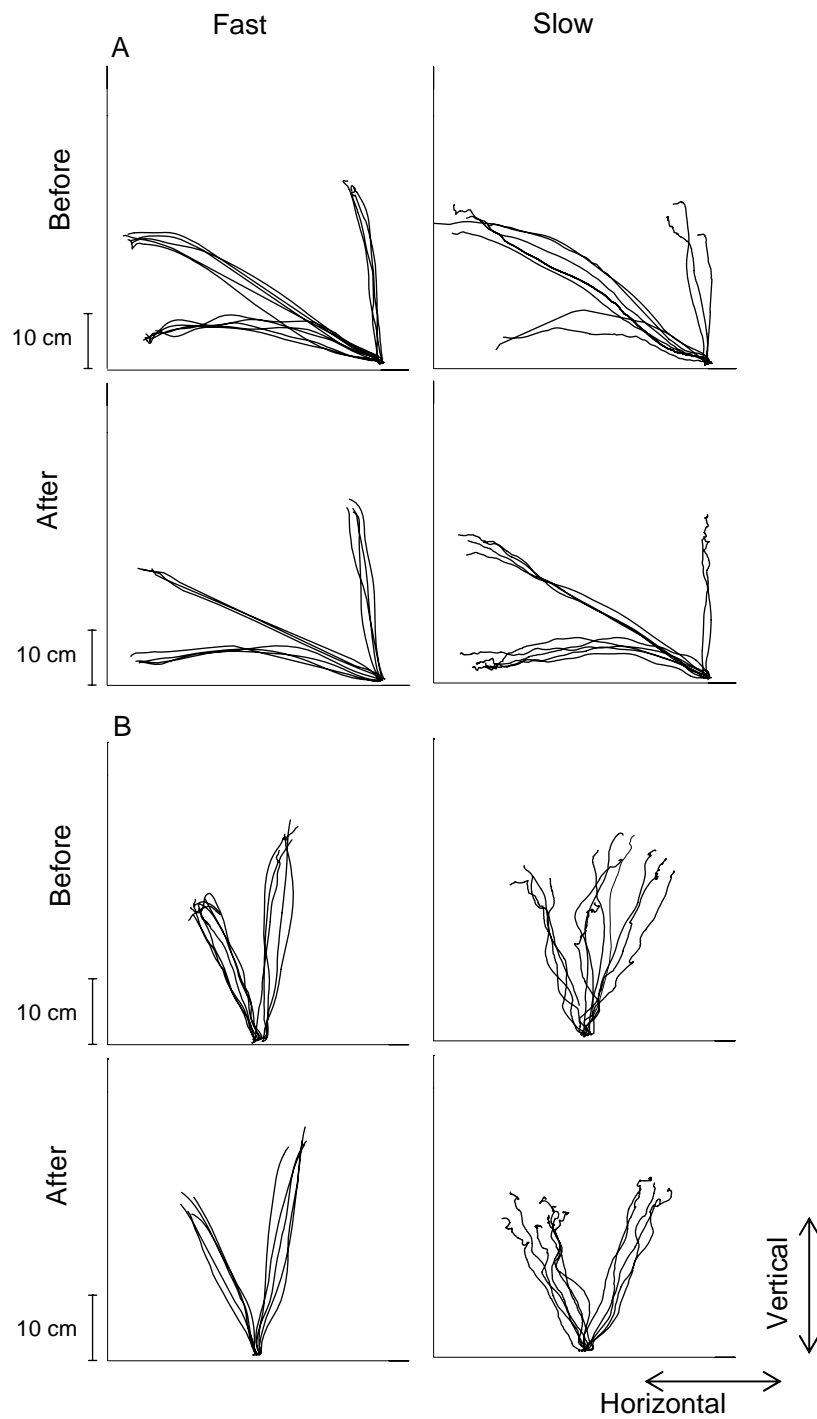 Fast Slow
A
Before
10 cm
After
10 cm
B
Before
10 cm
After
10 cm
Vertical
Horizontal